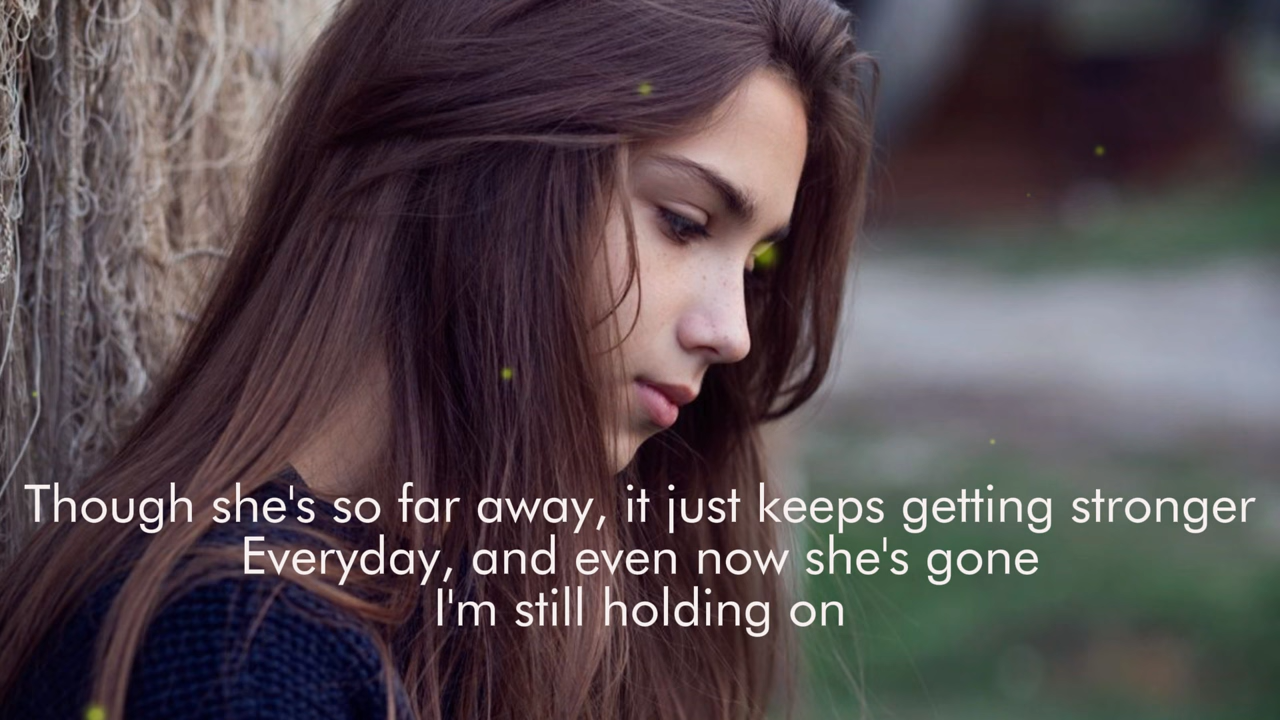 Though she's so far away, it just keeps getting stronger
Everyday, and even now she's gone
I'm still holding on